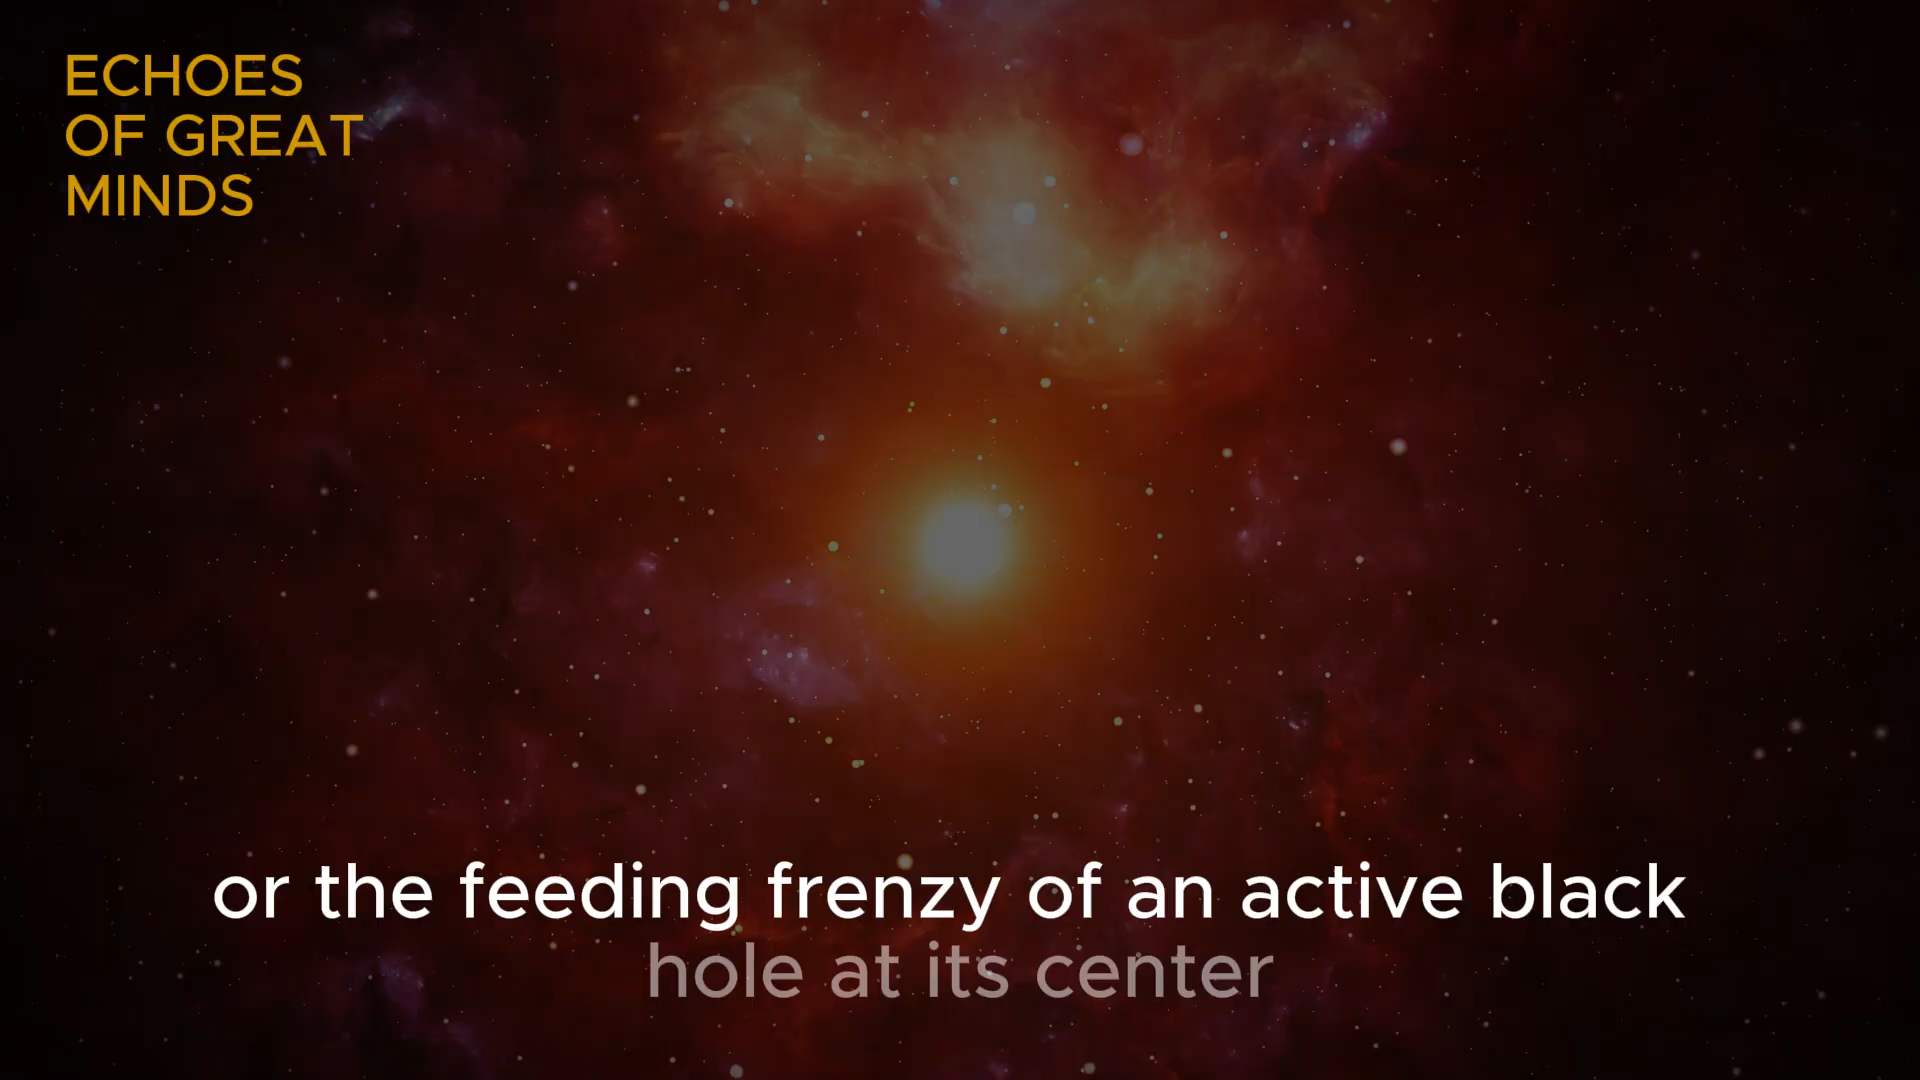 ECHOES
OF GREAT
MINDS
or the feeding frenzy of an active black
hole at its center